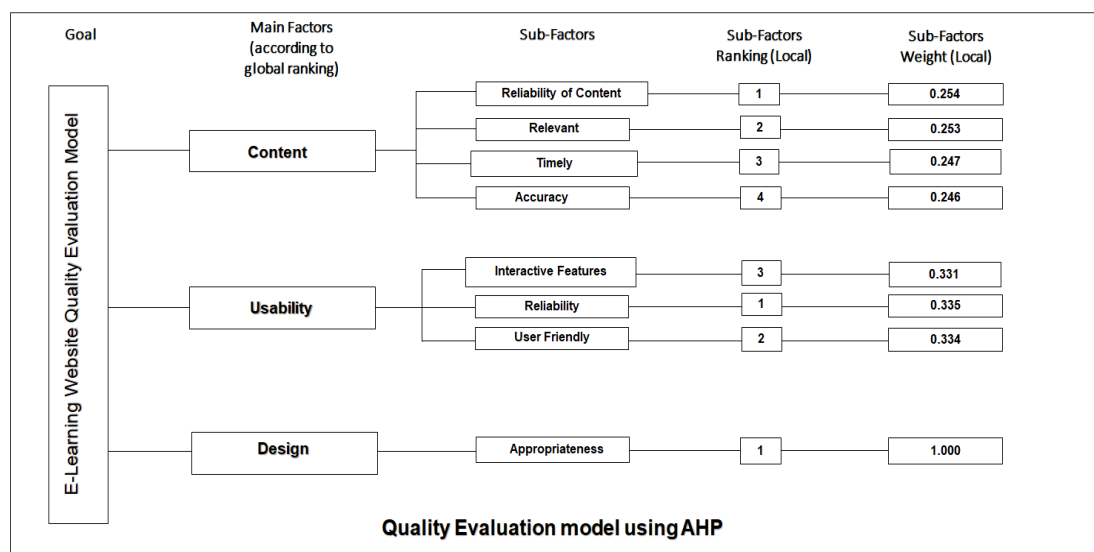 Goal
Main Factors
(according to
global ranking)
Sub-Factors
Sub-Factors
Ranking (Local)
Sub-Factors
Weight (Local)
E-Learning Website Quality Evaluation Model
Content
Reliability of Content
1
0.254
Relevant
2
0.253
Timely
3
0.247
Accuracy
4
0.246
Usability
Interactive Features
3
0.331
Reliability
1
0.335
User Friendly
2
0.334
Design
Appropriateness
1
1.000
Quality Evaluation model using AHP